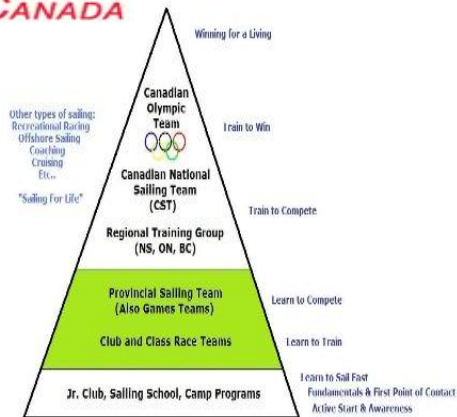 CANADA
Winning for a Living
Canadian
Olympic
Team
Other types of sailing:
Recreational Racing
Offshore Sailing
Coaching
Cruising
Etc..
"Sailing For Life"
Train to Win
Canadian National
Sailing Team
(CST)
Train to Compete
Regional Training Group
(NS, ON, BC)
Provincial Sailing Team
(Also Games Teams)
Learn to Compete
Club and Class Race Teams
Learn to Train
Jr. Club, Sailing School, Camp Programs
Learn to Sail Fast
Fundamentals & First Point of Contact
Active Start & Awareness